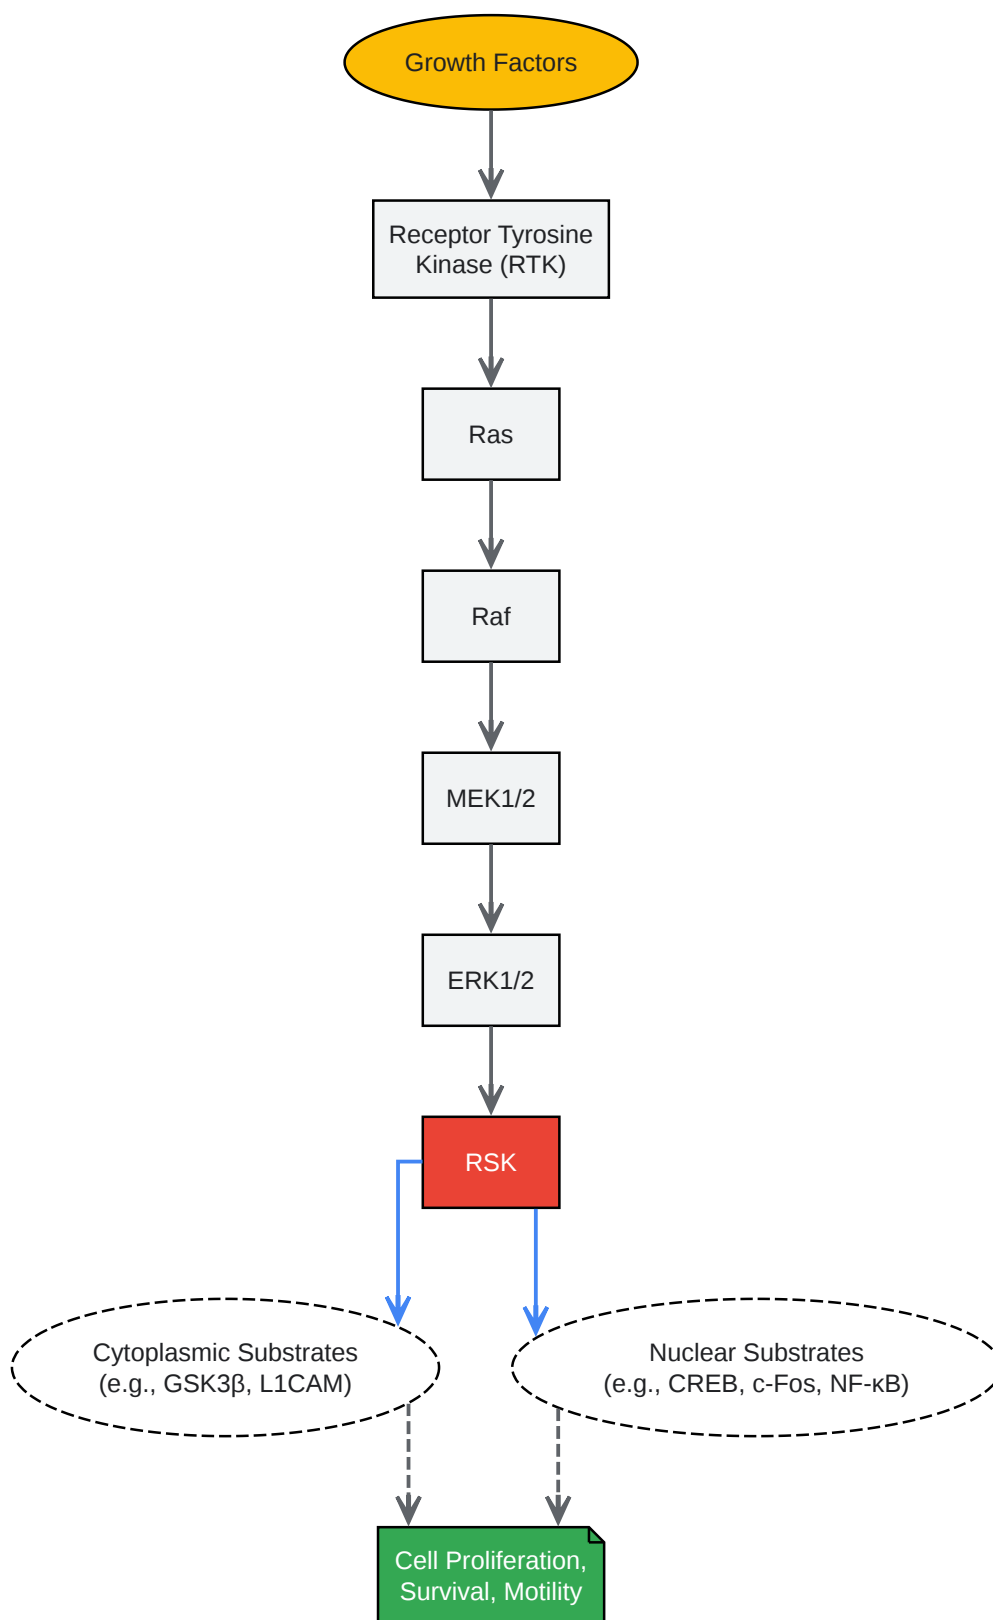 Growth Factors
Receptor Tyrosine
Kinase (RTK)
Ras
Raf
MEK1/2
ERK1/2
RSK
Cytoplasmic Substrates
(e.g., GSK3β, L1CAM)
Nuclear Substrates
(e.g., CREB, c-Fos, NF-κB)
Cell Proliferation,
Survival, Motility